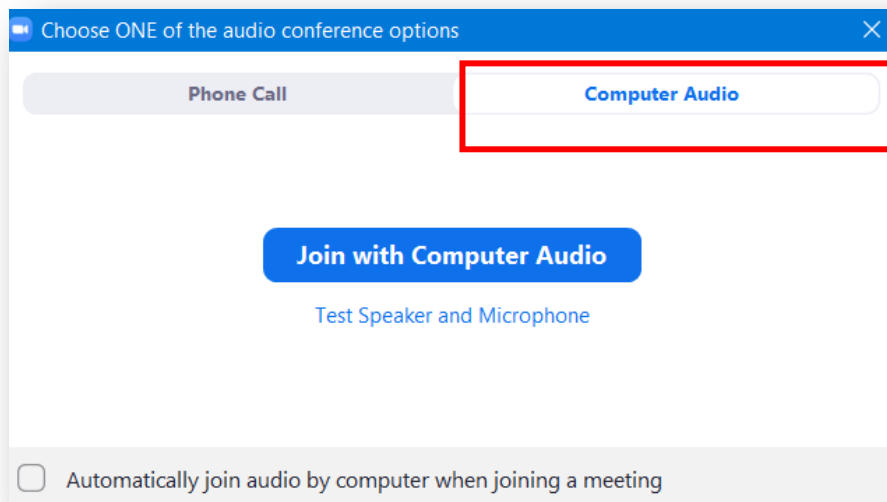 Choose ONE of the audio conference options
Phone Call
Computer Audio
Join with Computer Audio
Test Speaker and Microphone
Automatically join audio by computer when joining a meeting